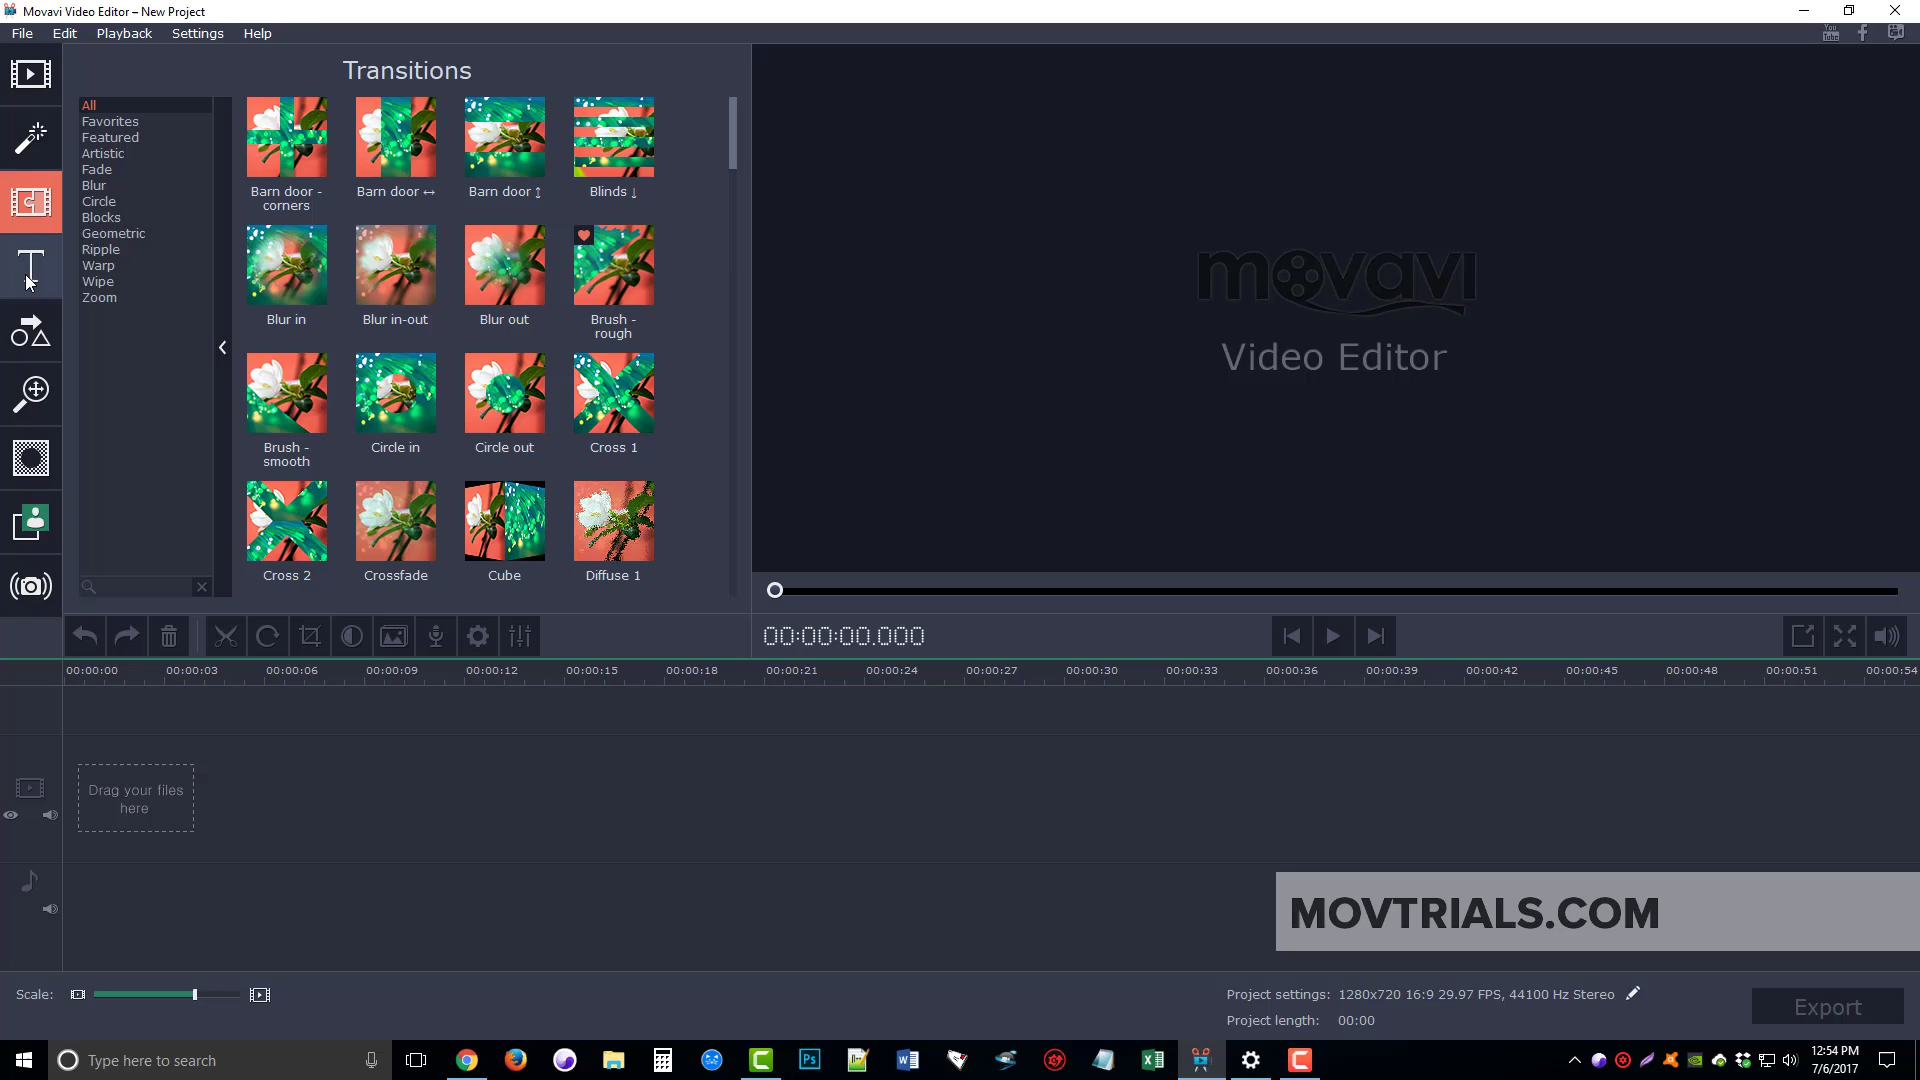 Movavi Video Editor – New Project
File Edit Playback Settings Help
Transitions
All
Favorites
Featured
Artistic
Fade
Blur
Circle
Blocks
Geometric
Ripple
Warp
Wipe
Zoom
Barn door - corners
Barn door ↔
Barn door ↕
Blinds ↓
Blur in
Blur in-out
Blur out
Brush - rough
Brush - smooth
Circle in
Circle out
Cross 1
Cross 2
Crossfade
Cube
Diffuse 1
movavi
Video Editor
00:00:00.000
00:00:00 00:00:03 00:00:06 00:00:09 00:00:12 00:00:15 00:00:18 00:00:21 00:00:24 00:00:27 00:00:30 00:00:33 00:00:36 00:00:39 00:00:42 00:00:45 00:00:48 00:00:51 00:00:54
Drag your files
here
MOVTRIALS.COM
Scale:
Project settings: 1280x720 16:9 29.97 FPS, 44100 Hz Stereo
Project length: 00:00
Export
Type here to search
12:54 PM
7/6/2017